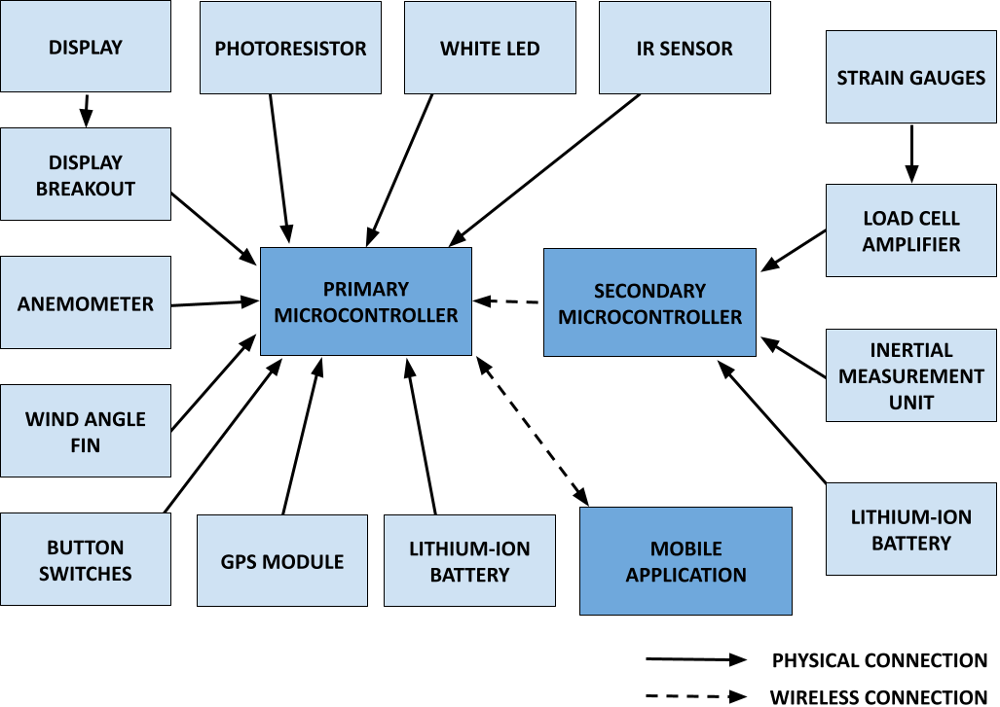 DISPLAY
PHOTORESISTOR
WHITE LED
IR SENSOR
STRAIN GAUGES
DISPLAY
BREAKOUT
LOAD CELL
AMPLIFIER
ANEMOMETER
PRIMARY
MICROCONTROLLER
SECONDARY
MICROCONTROLLER
INERTIAL
MEASUREMENT
UNIT
WIND ANGLE
FIN
BUTTON
SWITCHES
GPS MODULE
LITHIUM-ION
BATTERY
MOBILE
APPLICATION
LITHIUM-ION
BATTERY
PHYSICAL CONNECTION
WIRELESS CONNECTION